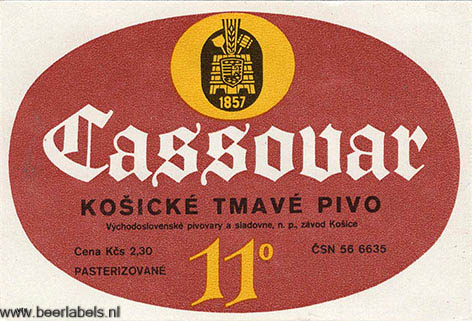 1857
Cassovar
KOŠICKÉ TMAVÉ PIVO
Východoslovenské pivovary a sladovne, n. p., závod Košice
Cena Kčs 2,30
PASTERIZOVANÉ
11º
ČSN 56 6635
www.beerlabels.nl